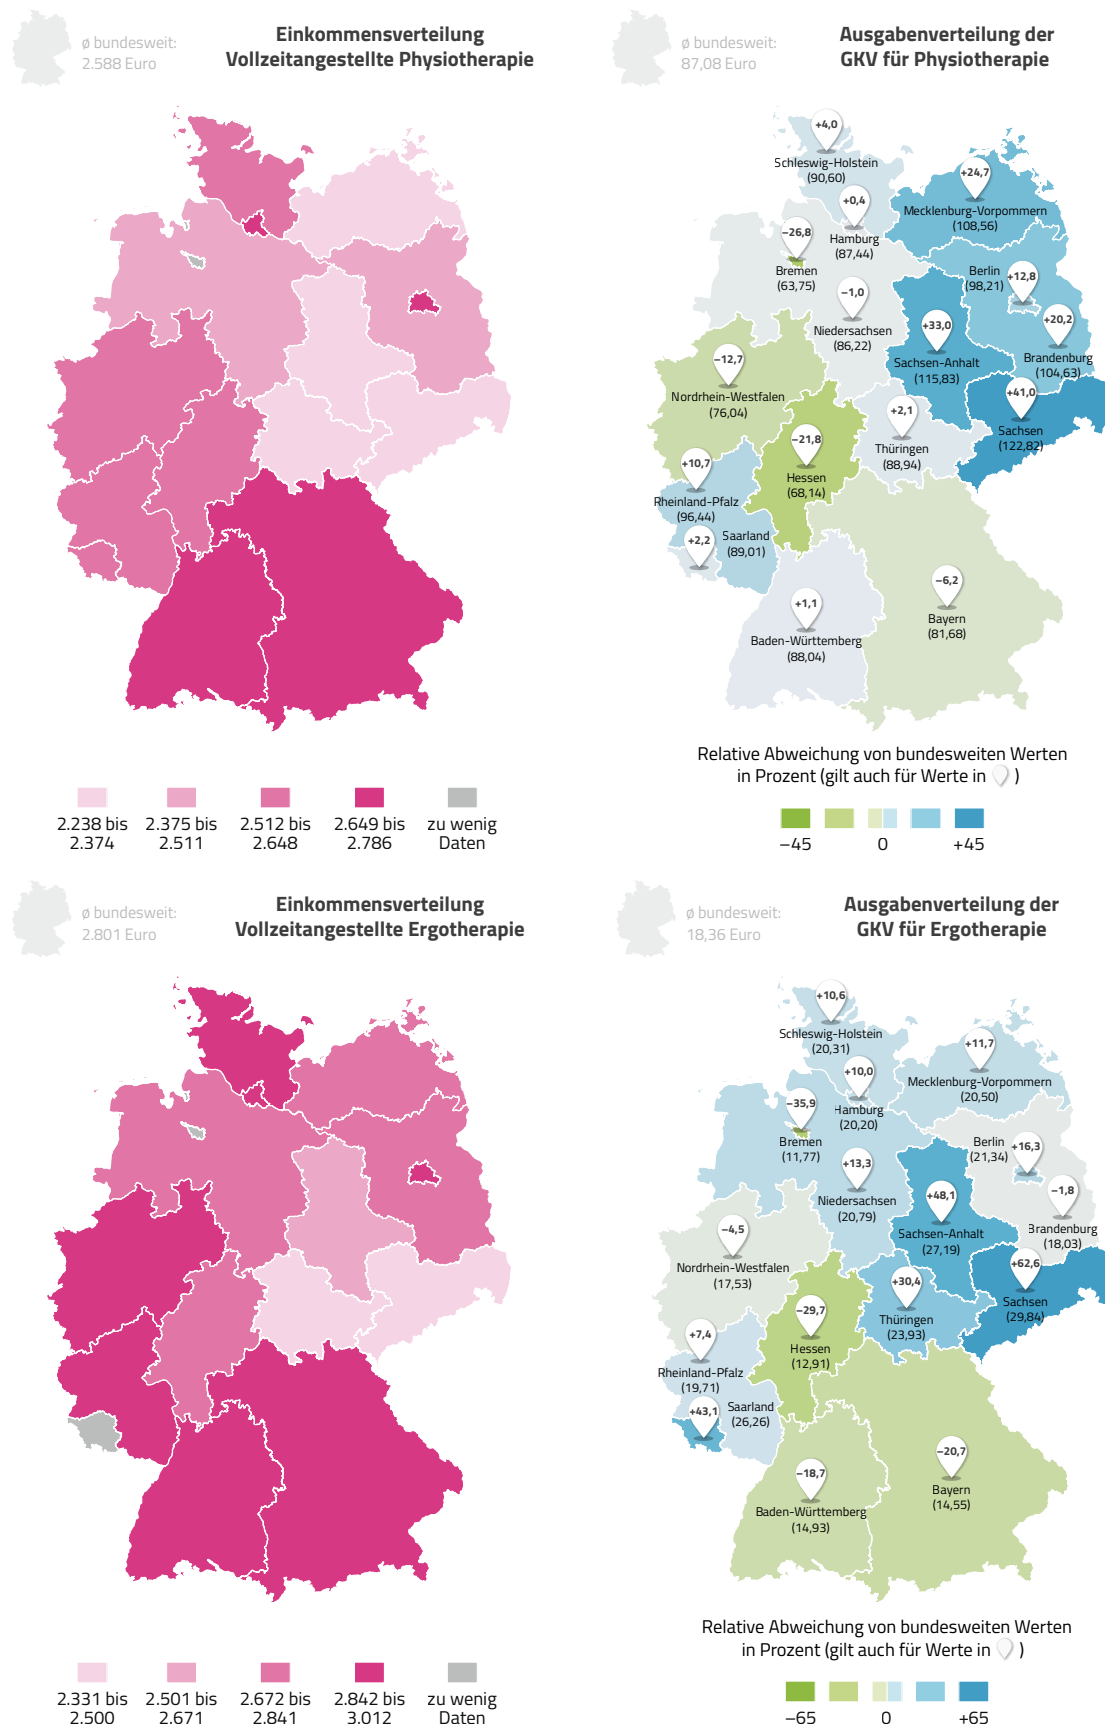 ø bundesweit:
2.588 Euro
Einkommensverteilung
Vollzeitangestellte Physiotherapie
2.238 bis
2.374
2.375 bis
2.511
2.512 bis
2.648
2.649 bis
2.786
zu wenig
Daten
ø bundesweit:
87,08 Euro
Ausgabenverteilung der
GKV für Physiotherapie
+4,0
Schleswig-Holstein
(90,60)
+24,7
Mecklenburg-Vorpommern
(108,56)
+0,4
Hamburg
(87,44)
−26,8
Bremen
(63,75)
Berlin
(98,21)
+12,8
−1,0
Niedersachsen
(86,22)
+33,0
Sachsen-Anhalt
(115,83)
+20,2
Brandenburg
(104,63)
−12,7
Nordrhein-Westfalen
(76,04)
+41,0
Sachsen
(122,82)
+2,1
Thüringen
(88,94)
−21,8
Hessen
(68,14)
+10,7
Rheinland-Pfalz
(96,44)
+2,2
Saarland
(89,01)
−6,2
Bayern
(81,68)
+1,1
Baden-Württemberg
(88,04)
Relative Abweichung von bundesweiten Werten
in Prozent (gilt auch für Werte in )
−45
0
+45
ø bundesweit:
2.801 Euro
Einkommensverteilung
Vollzeitangestellte Ergotherapie
2.331 bis
2.500
2.501 bis
2.671
2.672 bis
2.841
2.842 bis
3.012
zu wenig
Daten
ø bundesweit:
18,36 Euro
Ausgabenverteilung der
GKV für Ergotherapie
+10,6
Schleswig-Holstein
(20,31)
+11,7
Mecklenburg-Vorpommern
(20,50)
+10,0
Hamburg
(20,20)
−35,9
Bremen
(11,77)
Berlin
(21,34)
+16,3
+13,3
Niedersachsen
(20,79)
+48,1
Sachsen-Anhalt
(27,19)
−1,8
Brandenburg
(18,03)
−4,5
Nordrhein-Westfalen
(17,53)
+62,6
Sachsen
(29,84)
+30,4
Thüringen
(23,93)
−29,7
Hessen
(12,91)
+7,4
Rheinland-Pfalz
(19,71)
+43,1
Saarland
(26,26)
−20,7
Bayern
(14,55)
−18,7
Baden-Württemberg
(14,93)
Relative Abweichung von bundesweiten Werten
in Prozent (gilt auch für Werte in )
−65
0
+65